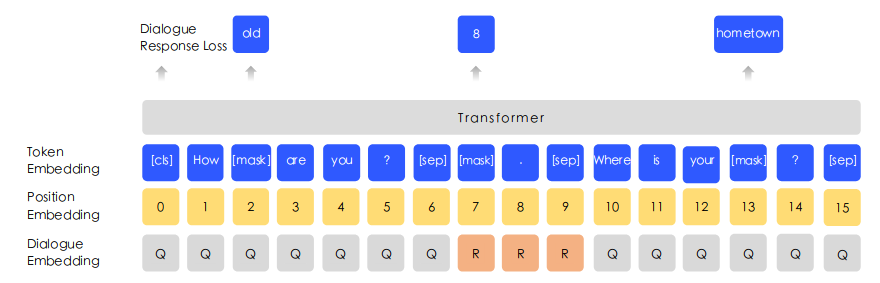 Dialogue
Response Loss
old
8
hometown
Transformer
Token
Embedding
[cls] How [mask] are you ? [sep] [mask] . [sep] Where is your [mask] ? [sep]
Position
Embedding
0 1 2 3 4 5 6 7 8 9 10 11 12 13 14 15
Dialogue
Embedding
Q Q Q Q Q Q Q R R R Q Q Q Q Q Q